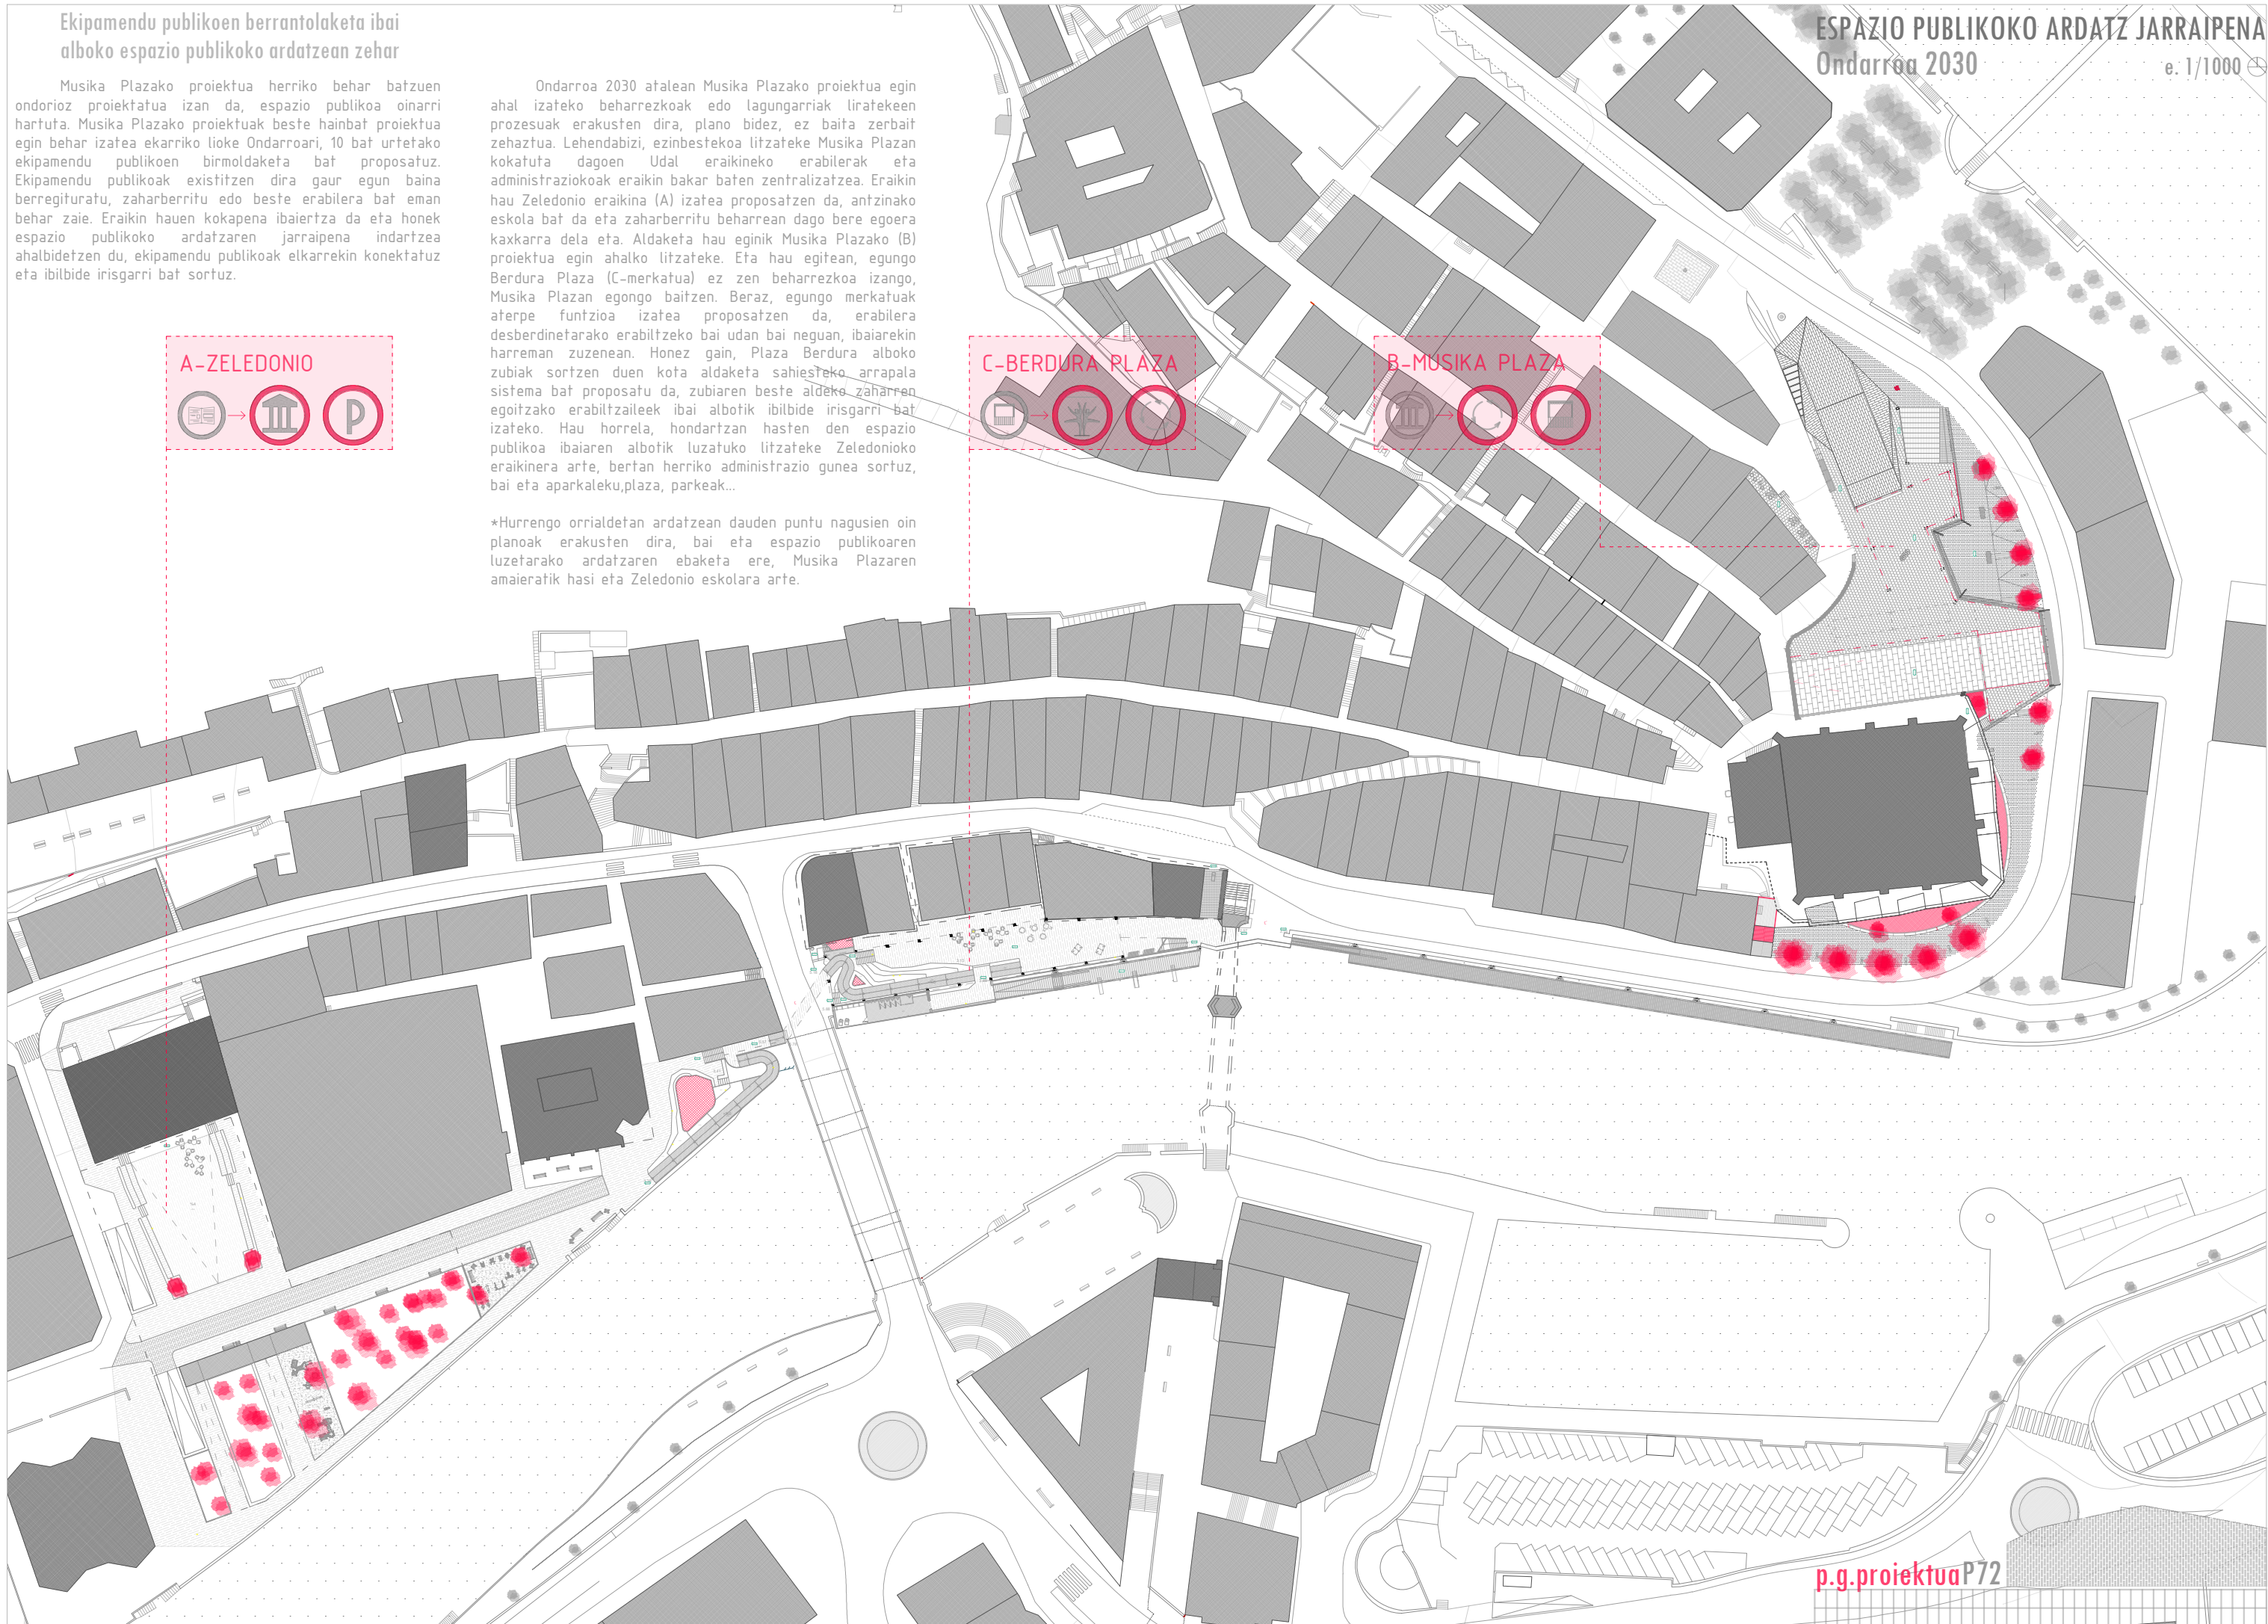 Ekipamendu publikoen berrantolaketa ibai
alboko espazio publikoko ardatzean zehar
Musika Plazako proiektua herriko behar batzuen
ondorioz proiektatua izan da, espazio publikoa oinarri
hartuta. Musika Plazako proiektuak beste hainbat proiektua
egin behar izatea ekarriko lioke Ondarroari, 10 bat urtetako
ekipamendu publikoen birmoldaketa bat proposatuz.
Ekipamendu publikoak existitzen dira gaur egun baina
berregituratu, zaharberritu edo beste erabilera bat eman
behar zaie. Eraikin hauen kokapena ibaiertza da eta honek
espazio publikoko ardatzaren jarraipena indartzea
ahalbidetzen du, ekipamendu publikoak elkarrekin konektatuz
eta ibilbide irisgarri bat sortuz.
Ondarroa 2030 atalean Musika Plazako proiektua egin
ahal izateko beharrezkoak edo lagungarriak liratekeen
prozesuak erakusten dira, plano bidez, ez baita zerbait
zehaztua. Lehendabizi, ezinbestekoa litzateke Musika Plazan
kokatuta dagoen Udal eraikineko erabilerak eta
administraziokoak eraikin bakar baten zentralizatzea. Eraikin
hau Zeledonio eraikina (A) izatea proposatzen da, antzinako
eskola bat da eta zaharberritu beharrean dago bere egoera
kaxkarra dela eta. Aldaketa hau eginik Musika Plazako (B)
proiektua egin ahalko litzateke. Eta hau egitean, egungo
Berdura Plaza (C-merkatua) ez zen beharrezkoa izango,
Musika Plazan egongo baitzen. Beraz, egungo merkatuak
aterpe funtzioa izatea proposatzen da, erabilera
desberdinetarako erabiltzeko bai udan bai neguan, ibaiarekin
harreman zuzenean. Honez gain, Plaza Berdura alboko
zubiak sortzen duen kota aldaketa sahiesteko arrapala
sistema bat proposatu da, zubiaren beste aldeko zaharren
egoitzako erabiltzaileek ibai albotik ibilbide irisgarri bat
izateko. Hau horrela, hondartzan hasten den espazio
publikoa ibaiaren albotik luzatuko litzateke Zeledonioko
eraikinera arte, bertan herriko administrazio gunea sortuz,
bai eta aparkaleku,plaza, parkeak...
*Hurrengo orrialdetan ardatzean dauden puntu nagusien oin
planoak erakusten dira, bai eta espazio publikoaren
luzetarako ardatzaren ebaketa ere, Musika Plazaren
amaieratik hasi eta Zeledonio eskolara arte.
ESPAZIO PUBLIKOKO ARDATZ JARRAIPENA
Ondarroa 2030
e. 1/1000
A-ZELEDONIO
P
C-BERDURA PLAZA
B-MUSIKA PLAZA
p.g.proiektuaP72